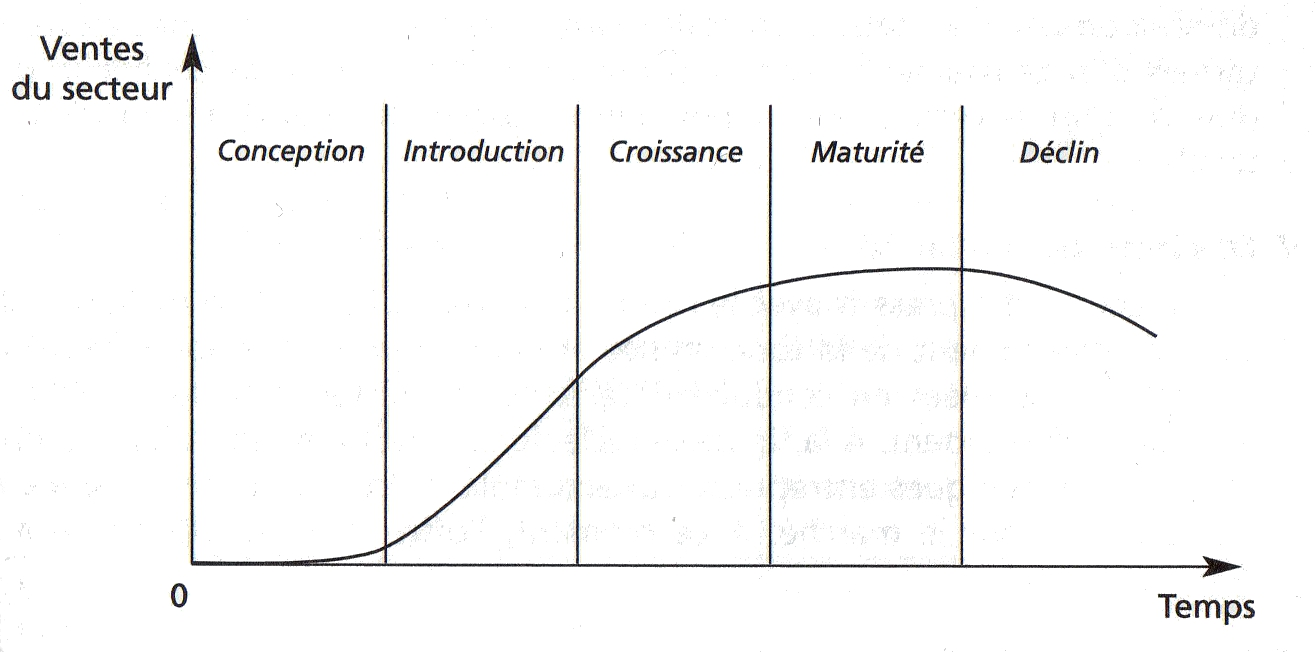 Ventes
du secteur
Conception
Introduction
Croissance
Maturité
Déclin
0
Temps